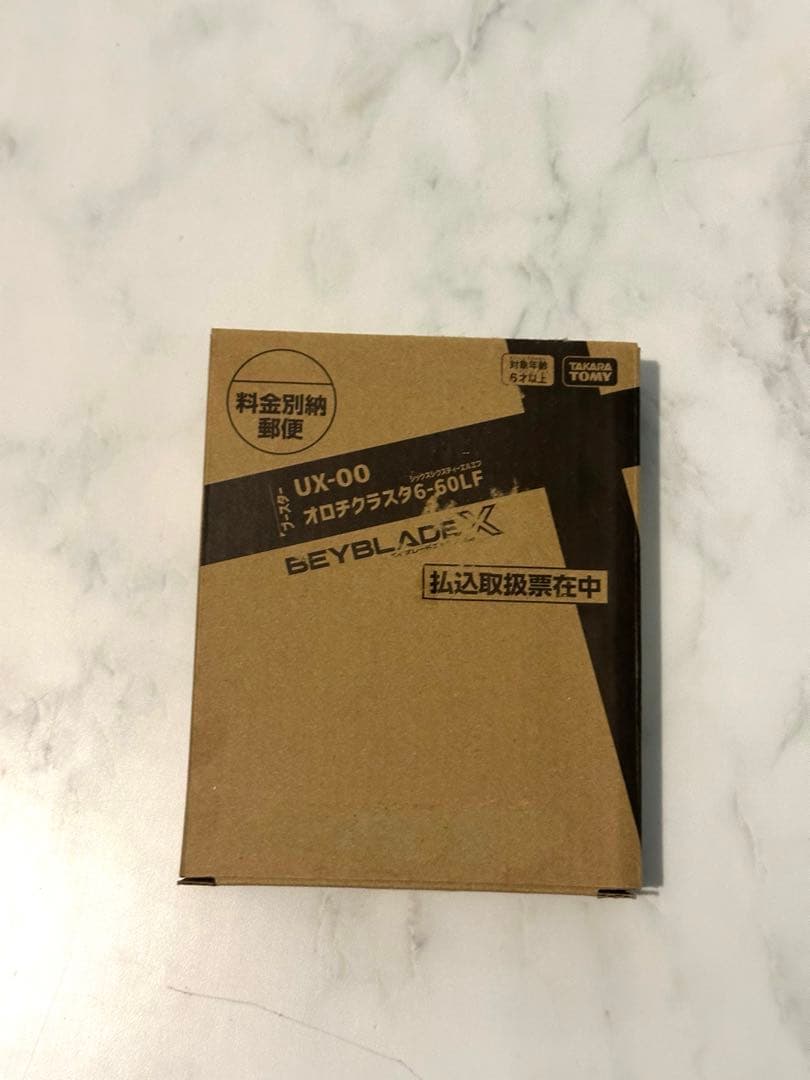 料金別納
郵便
対象年齢
6才以上
TAKARA
TOMY
ブースター
UX-00
シックスシックスティーエルエフ
オロチクラスタ6-60LF
BEYBLADE X
払込取扱票在中